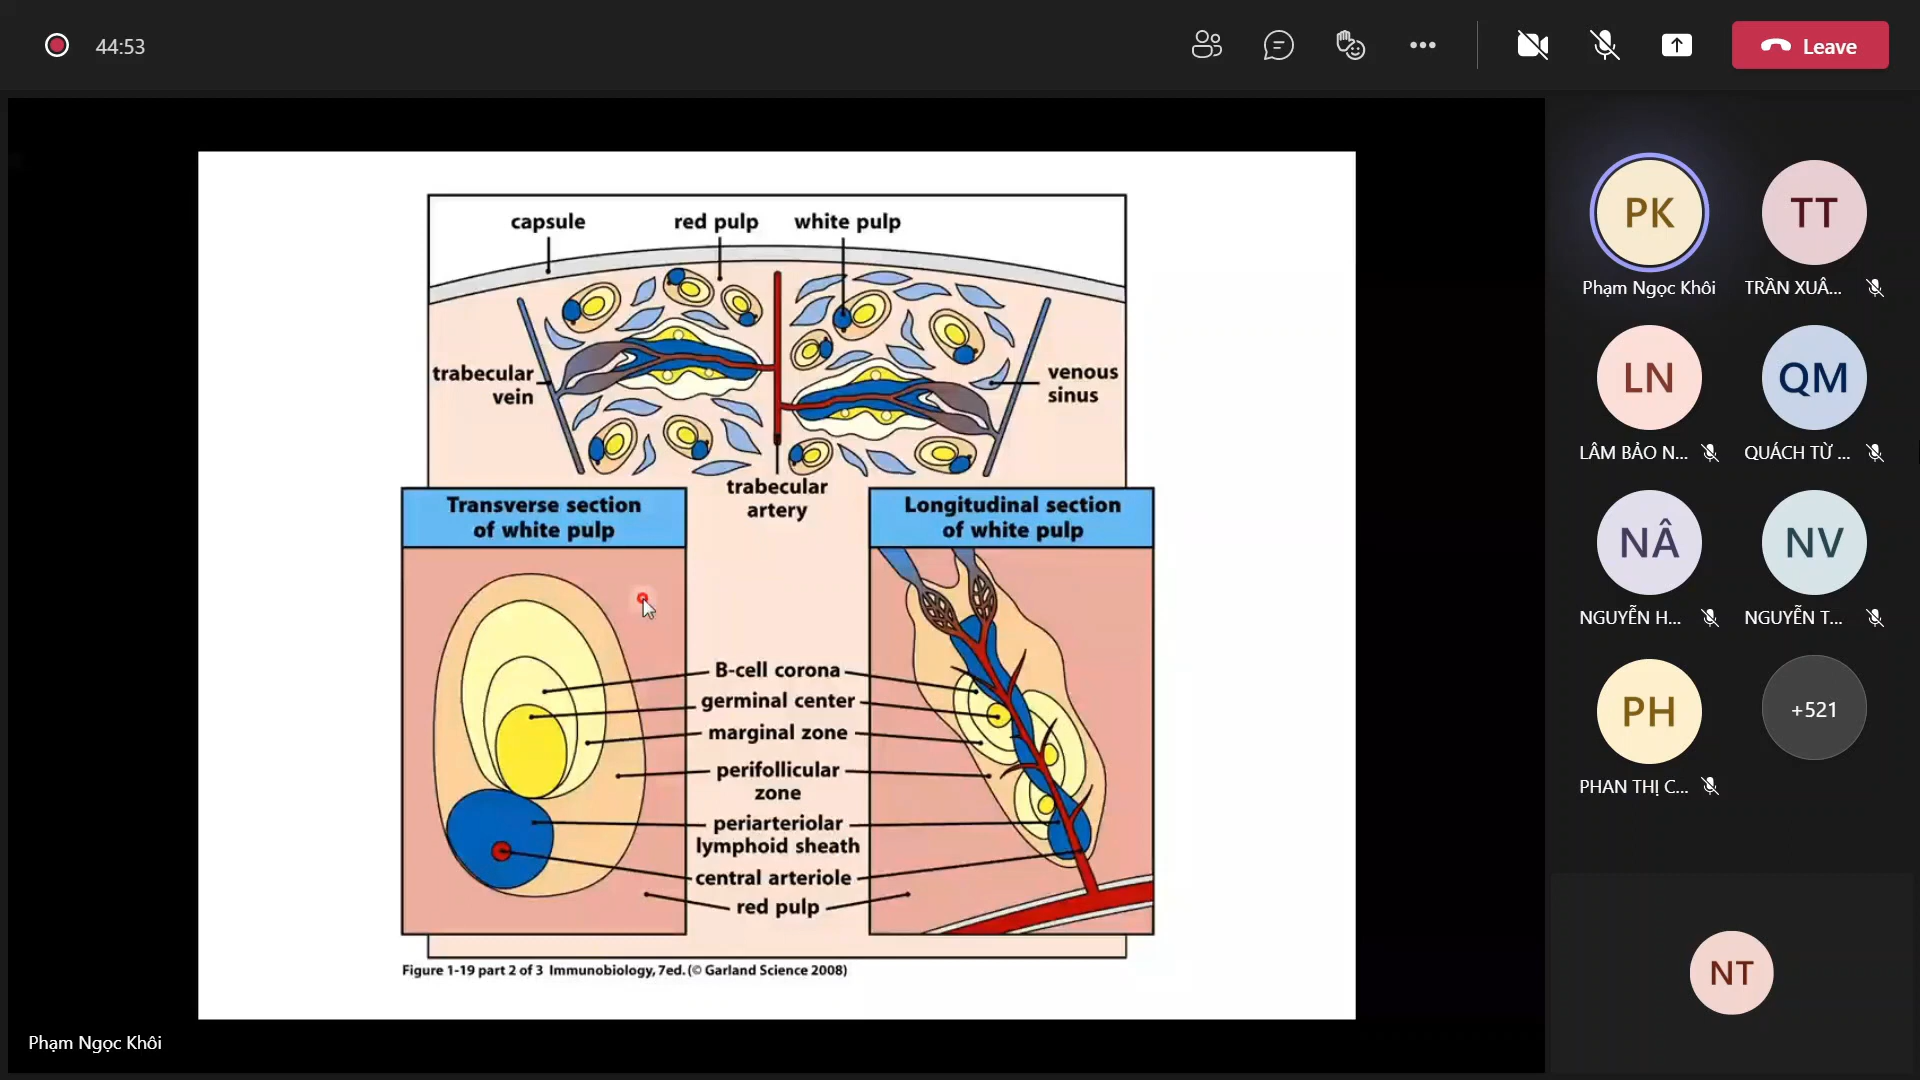 44:53
Leave
capsule
red pulp
white pulp
trabecular
vein
venous
sinus
trabecular
artery
Transverse section
of white pulp
Longitudinal section
of white pulp
B-cell corona
germinal center
marginal zone
perifollicular
zone
periarteriolar
lymphoid sheath
central arteriole
red pulp
Figure 1-19 part 2 of 3 Immunobiology, 7ed. (© Garland Science 2008)
Phạm Ngọc Khôi
PK
TT
Phạm Ngọc Khôi
TRẦN XUÂ...
LN
QM
LÂM BẢO N...
QUÁCH TỪ ...
NÂ
NV
NGUYỄN H...
NGUYỄN T...
PH
+521
PHAN THỊ C...
NT